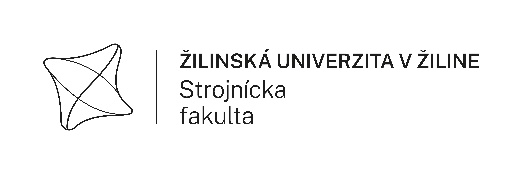 ŽILINSKÁ UNIVERZITA V ŽILINE
Strojnícka
fakulta